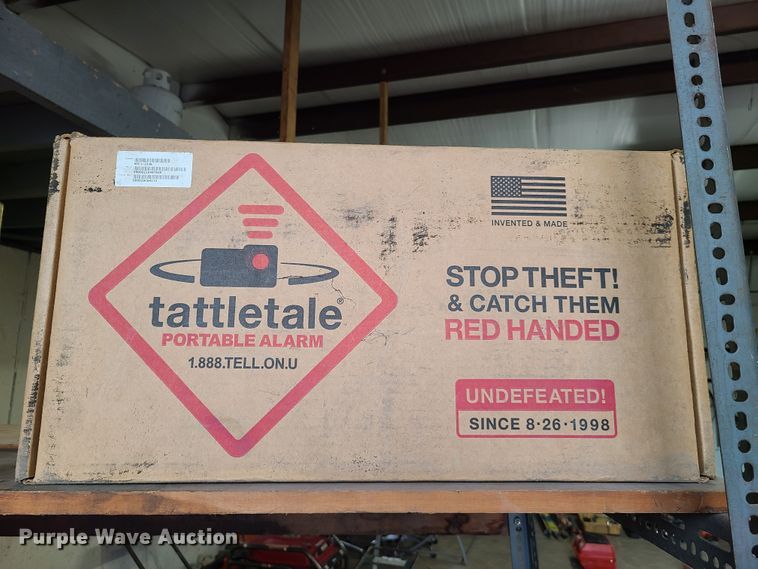 tattletale®
PORTABLE ALARM
1.888.TELL.ON.U
INVENTED & MADE
STOP THEFT!
& CATCH THEM
RED HANDED
UNDEFEATED!
SINCE 8·26·1998
Purple Wave Auction